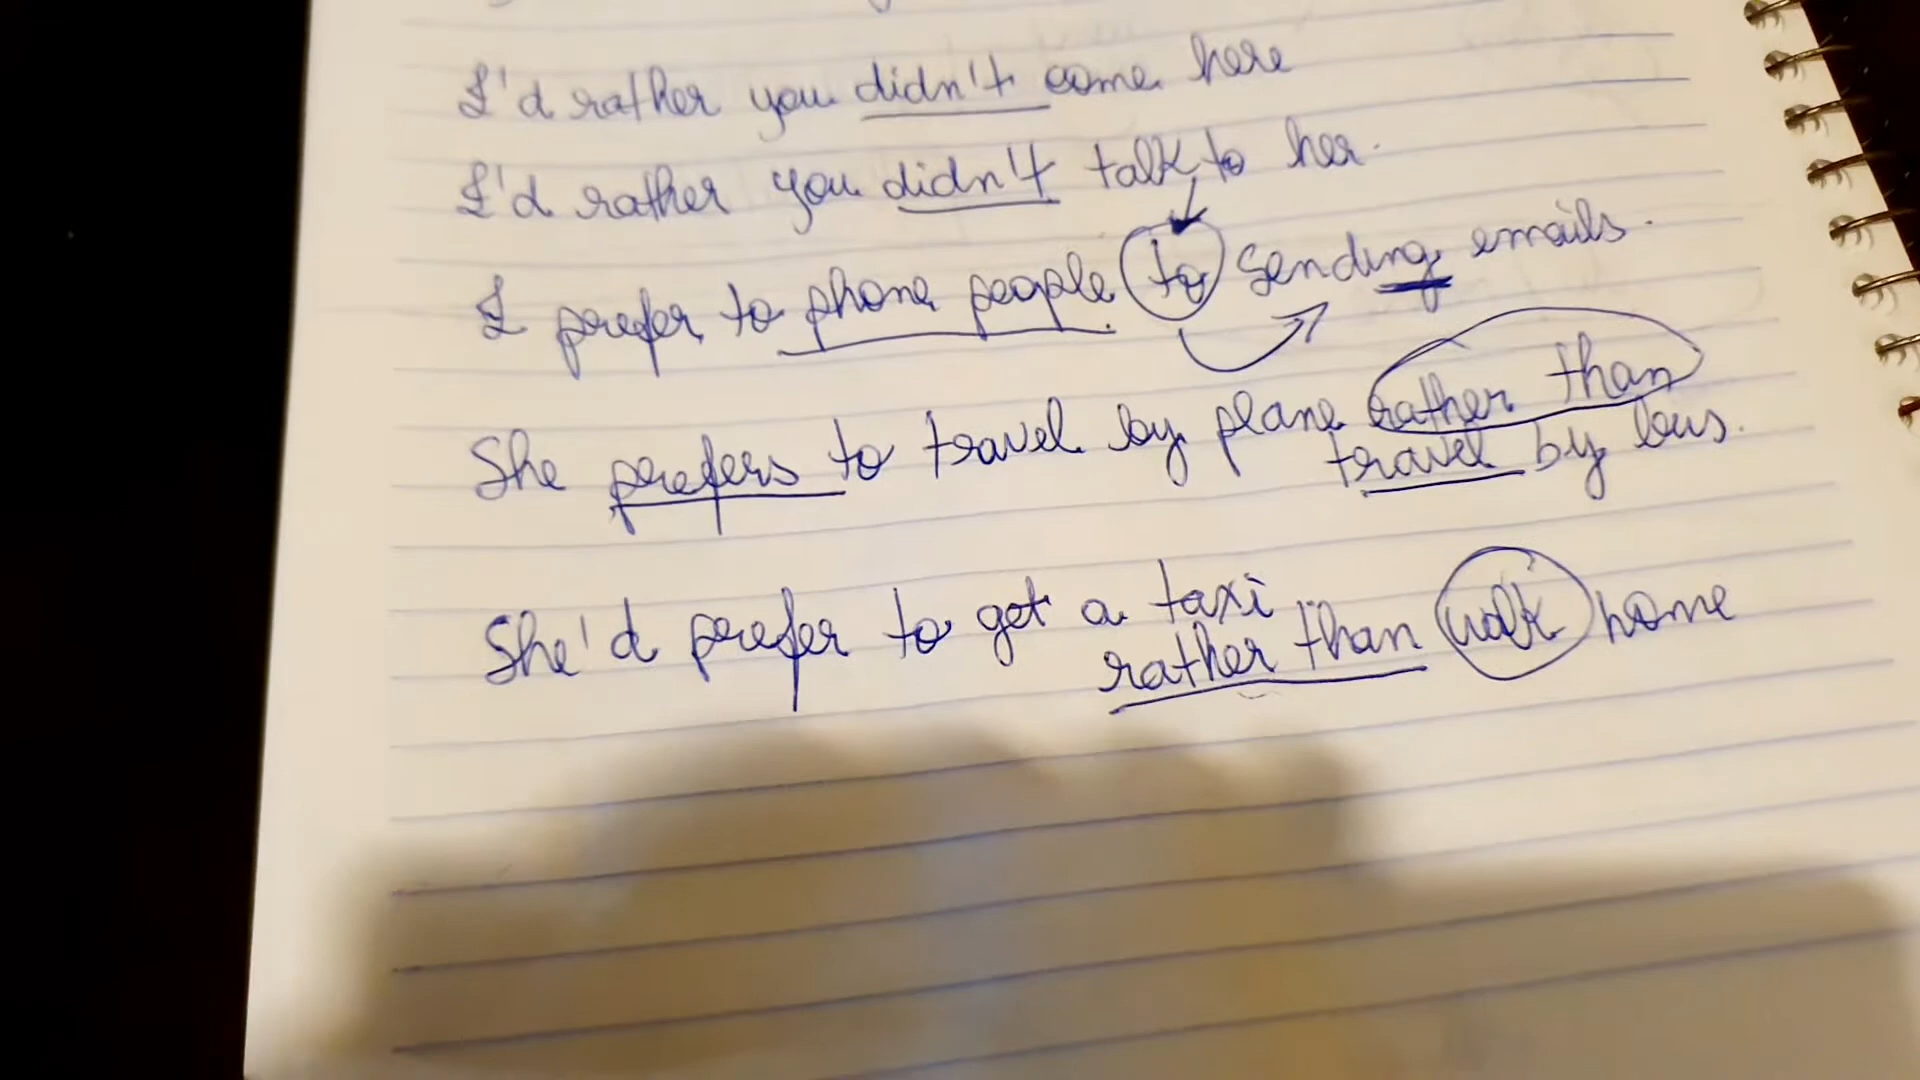 I'd rather you didn't come here
I'd rather you didn't talk to her.
I prefer to phone people to sending emails.
She prefers to travel by plane rather than
travel by bus.
She'd prefer to get a taxi
rather than walk home